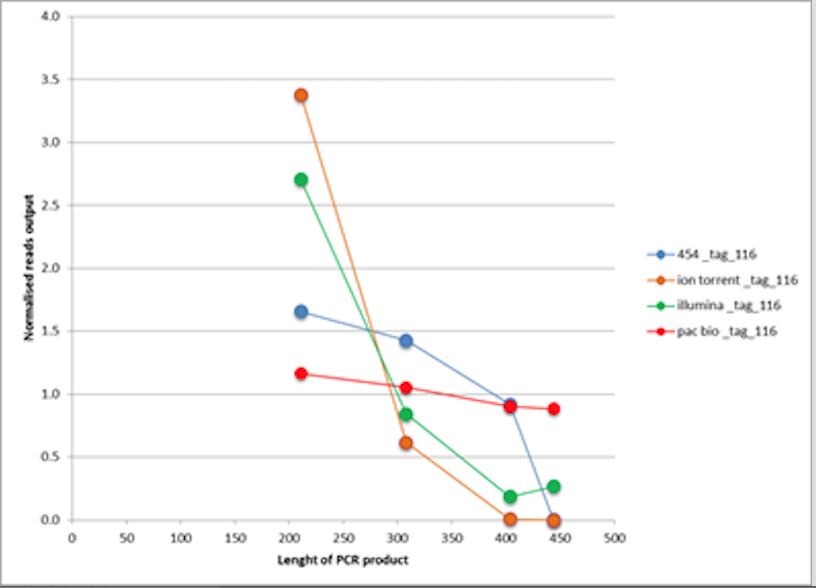 4.0
3.5
3.0
2.5
2.0
1.5
1.0
0.5
0.0
Normalised reads output
0 50 100 150 200 250 300 350 400 450 500
Lenght of PCR product
454 _tag_116
ion torrent _tag_116
illumina _tag_116
pac bio _tag_116